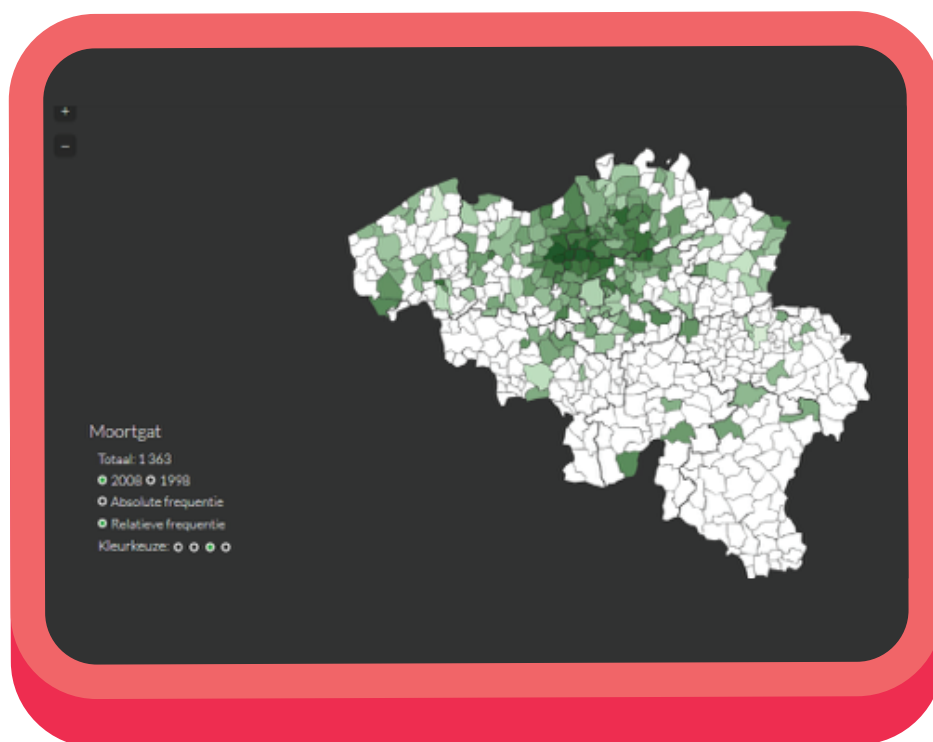 +
−
Moortgat
Totaal: 1 363
2008 1998
Absolute frequentie
Relatieve frequentie
Kleurkeuze: